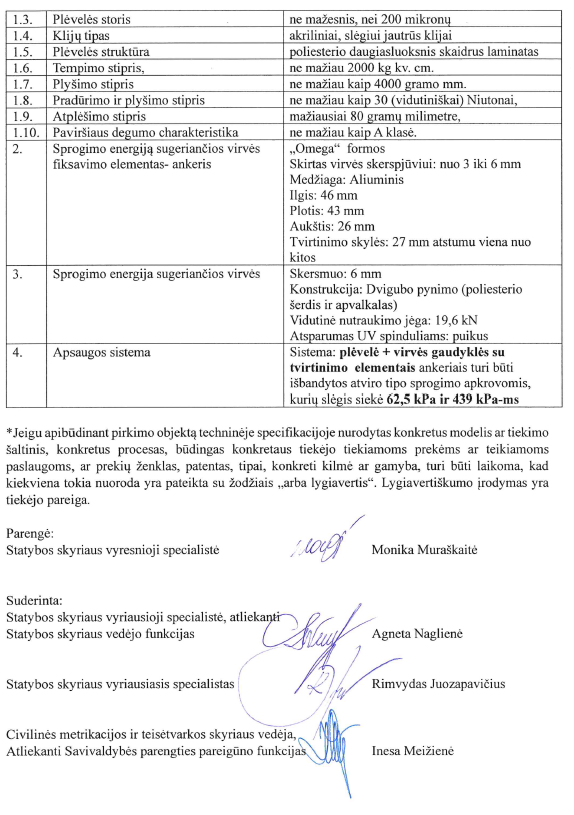 1.3. Plėvelės storis ne mažesnis, nei 200 mikronų
1.4. Klijų tipas akriliniai, slėgiui jautrūs klijai
1.5. Plėvelės struktūra poliesterio daugiasluoksnis skaidrus laminatas
1.6. Tempimo stipris, ne mažiau 2000 kg kv. cm.
1.7. Plyšimo stipris ne mažiau kaip 4000 gramo mm.
1.8. Pradūrimo ir plyšimo stipris ne mažiau kaip 30 (vidutiniškai) Niutonai,
1.9. Atplėšimo stipris mažiausiai 80 gramų milimetre,
1.10. Paviršiaus degumo charakteristika ne mažiau kaip A klasė.
2. Sprogimo energiją sugeriančios virvės „Omega“ formos
fiksavimo elementas- ankeris Skirtas virvės skerspjūviui: nuo 3 iki 6 mm
Medžiaga: Aliuminis
Ilgis: 46 mm
Plotis: 43 mm
Aukštis: 26 mm
Tvirtinimo skylės: 27 mm atstumu viena nuo
kitos
3. Sprogimo energija sugeriančios virvės Skersmuo: 6 mm
Konstrukcija: Dvigubo pynimo (poliesterio
šerdis ir apvalkalas)
Vidutinė nutraukimo jėga: 19,6 kN
Atsparumas UV spinduliams: puikus
4. Apsaugos sistema Sistema: plėvelė + virvės gaudyklės su
tvirtinimo elementais ankeriais turi būti
išbandytos atviro tipo sprogimo apkrovomis,
kurių slėgis siekė 62,5 kPa ir 439 kPa-ms
*Jeigu apibūdinant pirkimo objektą techninėje specifikacijoje nurodytas konkretus modelis ar tiekimo
šaltinis, konkretus procesas, būdingas konkretaus tiekėjo tiekiamoms prekėms ar teikiamoms
paslaugoms, ar prekių ženklas, patentas, tipai, konkreti kilmė ar gamyba, turi būti laikoma, kad
kiekviena tokia nuoroda yra pateikta su žodžiais „arba lygiavertis“. Lygiavertiškumo įrodymas yra
tiekėjo pareiga.
Parengė:
Statybos skyriaus vyresnioji specialistė Monika Muraškaitė
Suderinta:
Statybos skyriaus vyriausioji specialistė, atliekanti
Statybos skyriaus vedėjo funkcijas Agneta Naglienė
Statybos skyriaus vyriausiasis specialistas Rimvydas Juozapavičius
Civilinės metrikacijos ir teisėtvarkos skyriaus vedėja,
Atliekanti Savivaldybės parengties pareigūno funkcijas Inesa Meižienė